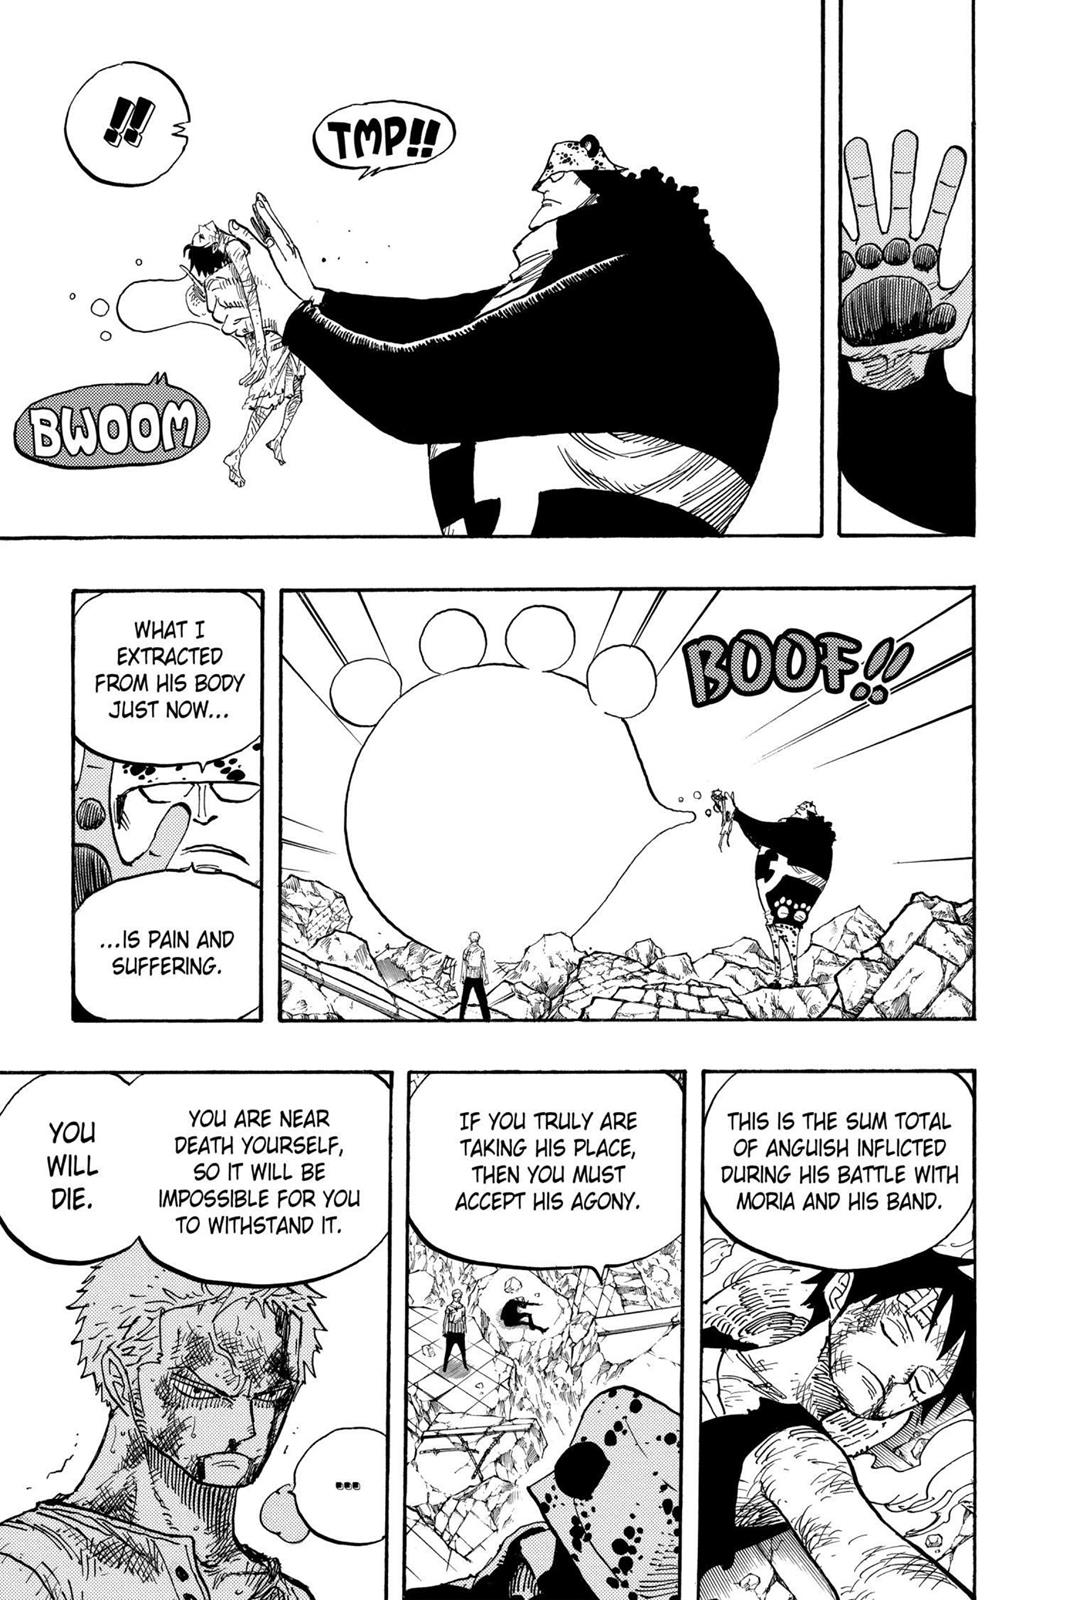 TMP!!
!!
BWOOM
BOOF!!
WHAT I
EXTRACTED
FROM HIS BODY
JUST NOW...
...IS PAIN AND
SUFFERING.
THIS IS THE SUM TOTAL
OF ANGUISH INFLICTED
DURING HIS BATTLE WITH
MORIA AND HIS BAND.
IF YOU TRULY ARE
TAKING HIS PLACE,
THEN YOU MUST
ACCEPT HIS AGONY.
YOU ARE NEAR
DEATH YOURSELF,
SO IT WILL BE
IMPOSSIBLE FOR YOU
TO WITHSTAND IT.
YOU
WILL
DIE.
...